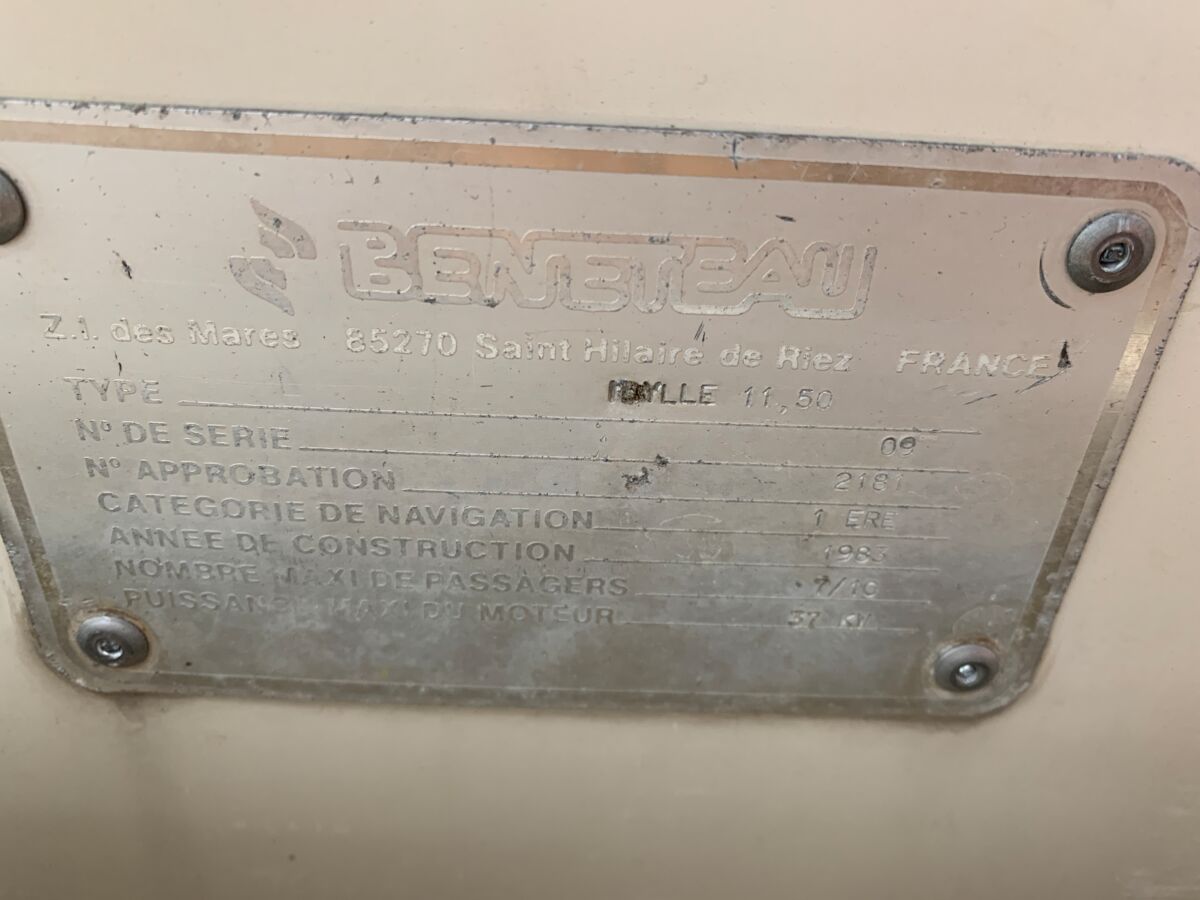 BENETEAU
Z.I. des Mares 85270 Saint Hilaire de Riez FRANCE
TYPE IDYLLE 11,50
Nº DE SERIE 09
Nº APPROBATION 2181
CATEGORIE DE NAVIGATION 1 ERE
ANNEE DE CONSTRUCTION 1983
NOMBRE MAXI DE PASSAGERS 7/10
PUISSANCE MAXI DU MOTEUR 37 KW